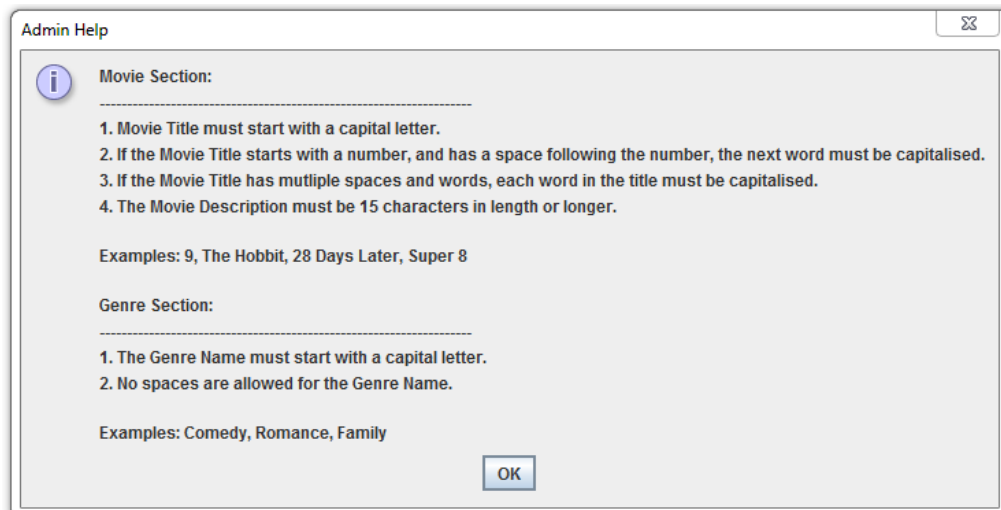 Admin Help
Movie Section:
--------------------------------------------------------------------
1. Movie Title must start with a capital letter.
2. If the Movie Title starts with a number, and has a space following the number, the next word must be capitalised.
3. If the Movie Title has mutliple spaces and words, each word in the title must be capitalised.
4. The Movie Description must be 15 characters in length or longer.
Examples: 9, The Hobbit, 28 Days Later, Super 8
Genre Section:
--------------------------------------------------------------------
1. The Genre Name must start with a capital letter.
2. No spaces are allowed for the Genre Name.
Examples: Comedy, Romance, Family
OK